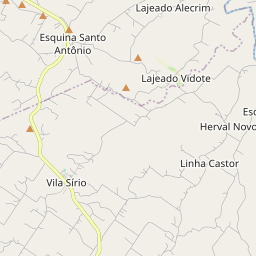 Lajeado Alecrim
Esquina Santo
Antônio
Lajeado Vidote
Herval Novo
Linha Castor
Vila Sírio